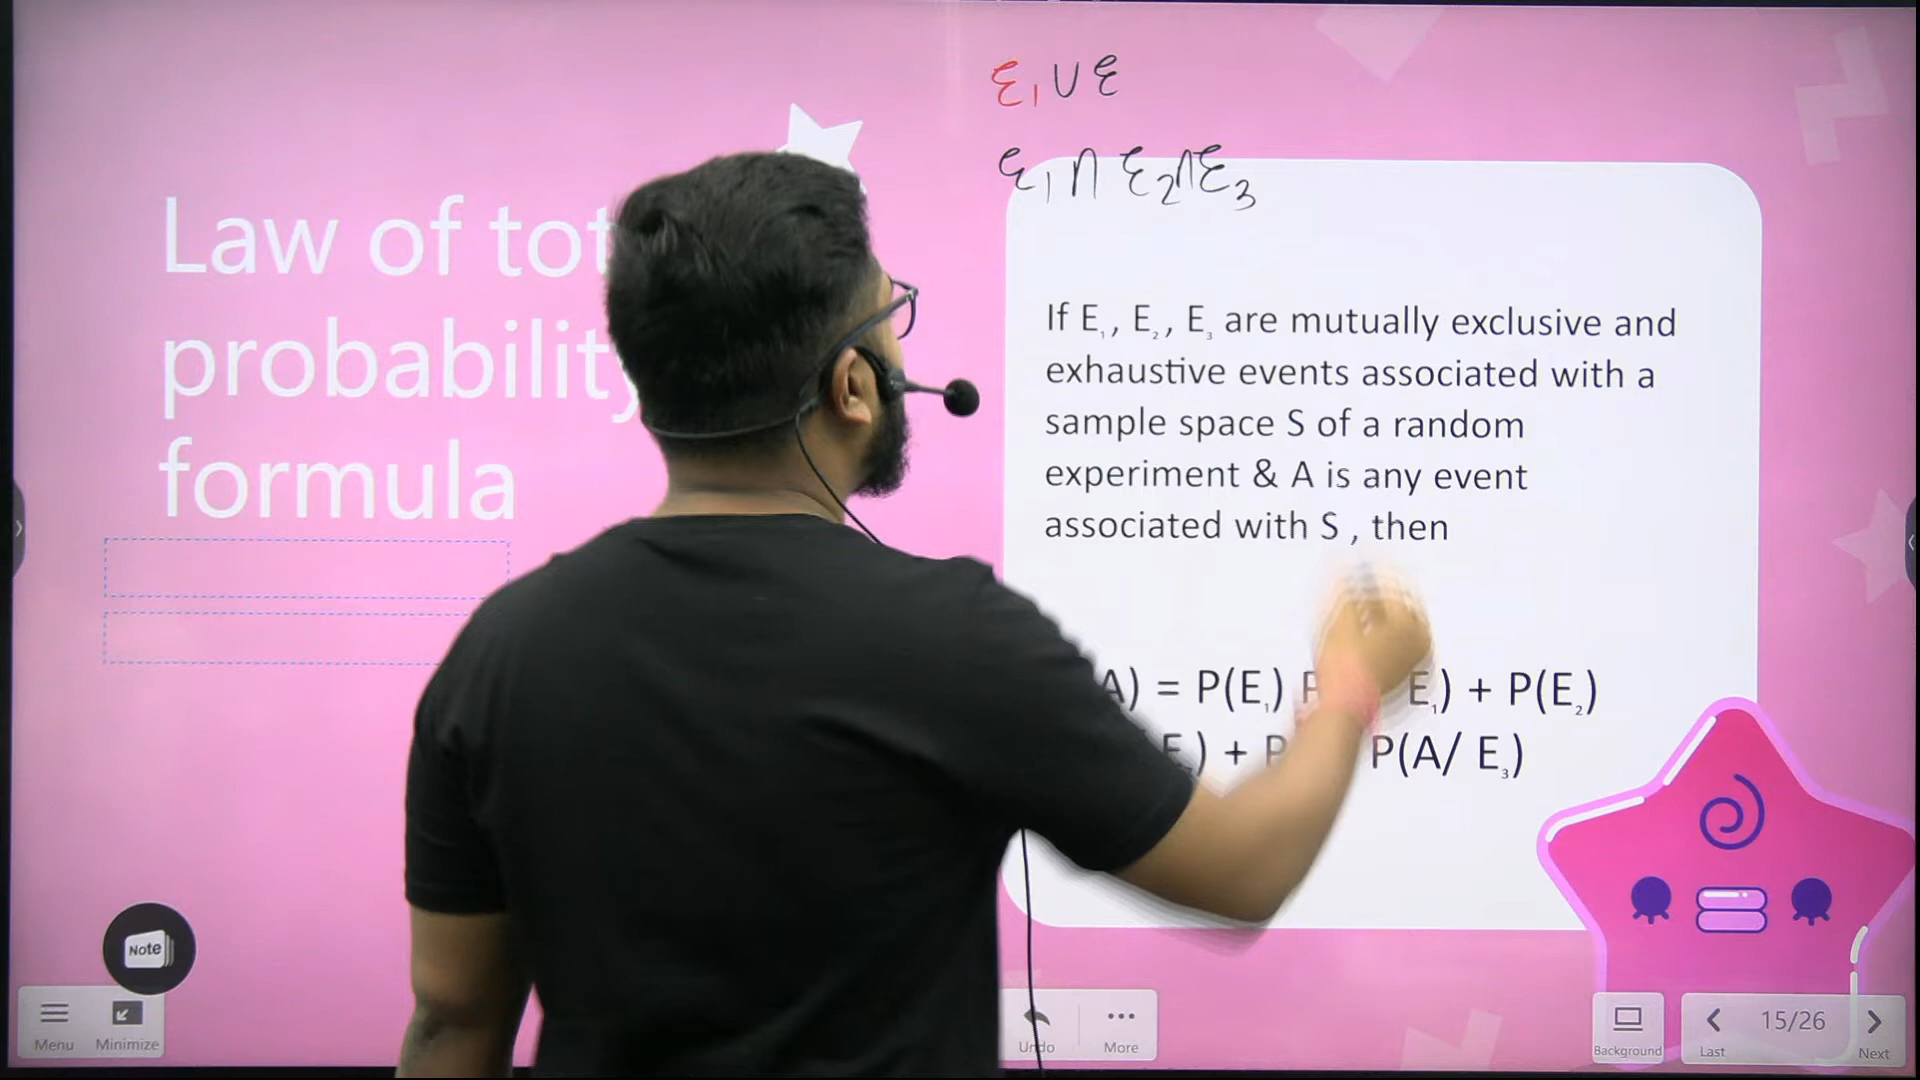 Ɛ₁ ∪ Ɛ
Ɛ₁ ∩ Ɛ₂ ∩ Ɛ₃
Law of
probability
formula
If E₁, E₂, E₃ are mutually exclusive and
exhaustive events associated with a
sample space S of a random
experiment & A is any event
associated with S , then
A) = P(E₁) E₁) + P(E₂)
E₂) + P(A/ E₃)
Note
Menu
Minimize
Undo
More
Background
15/26
Last
Next